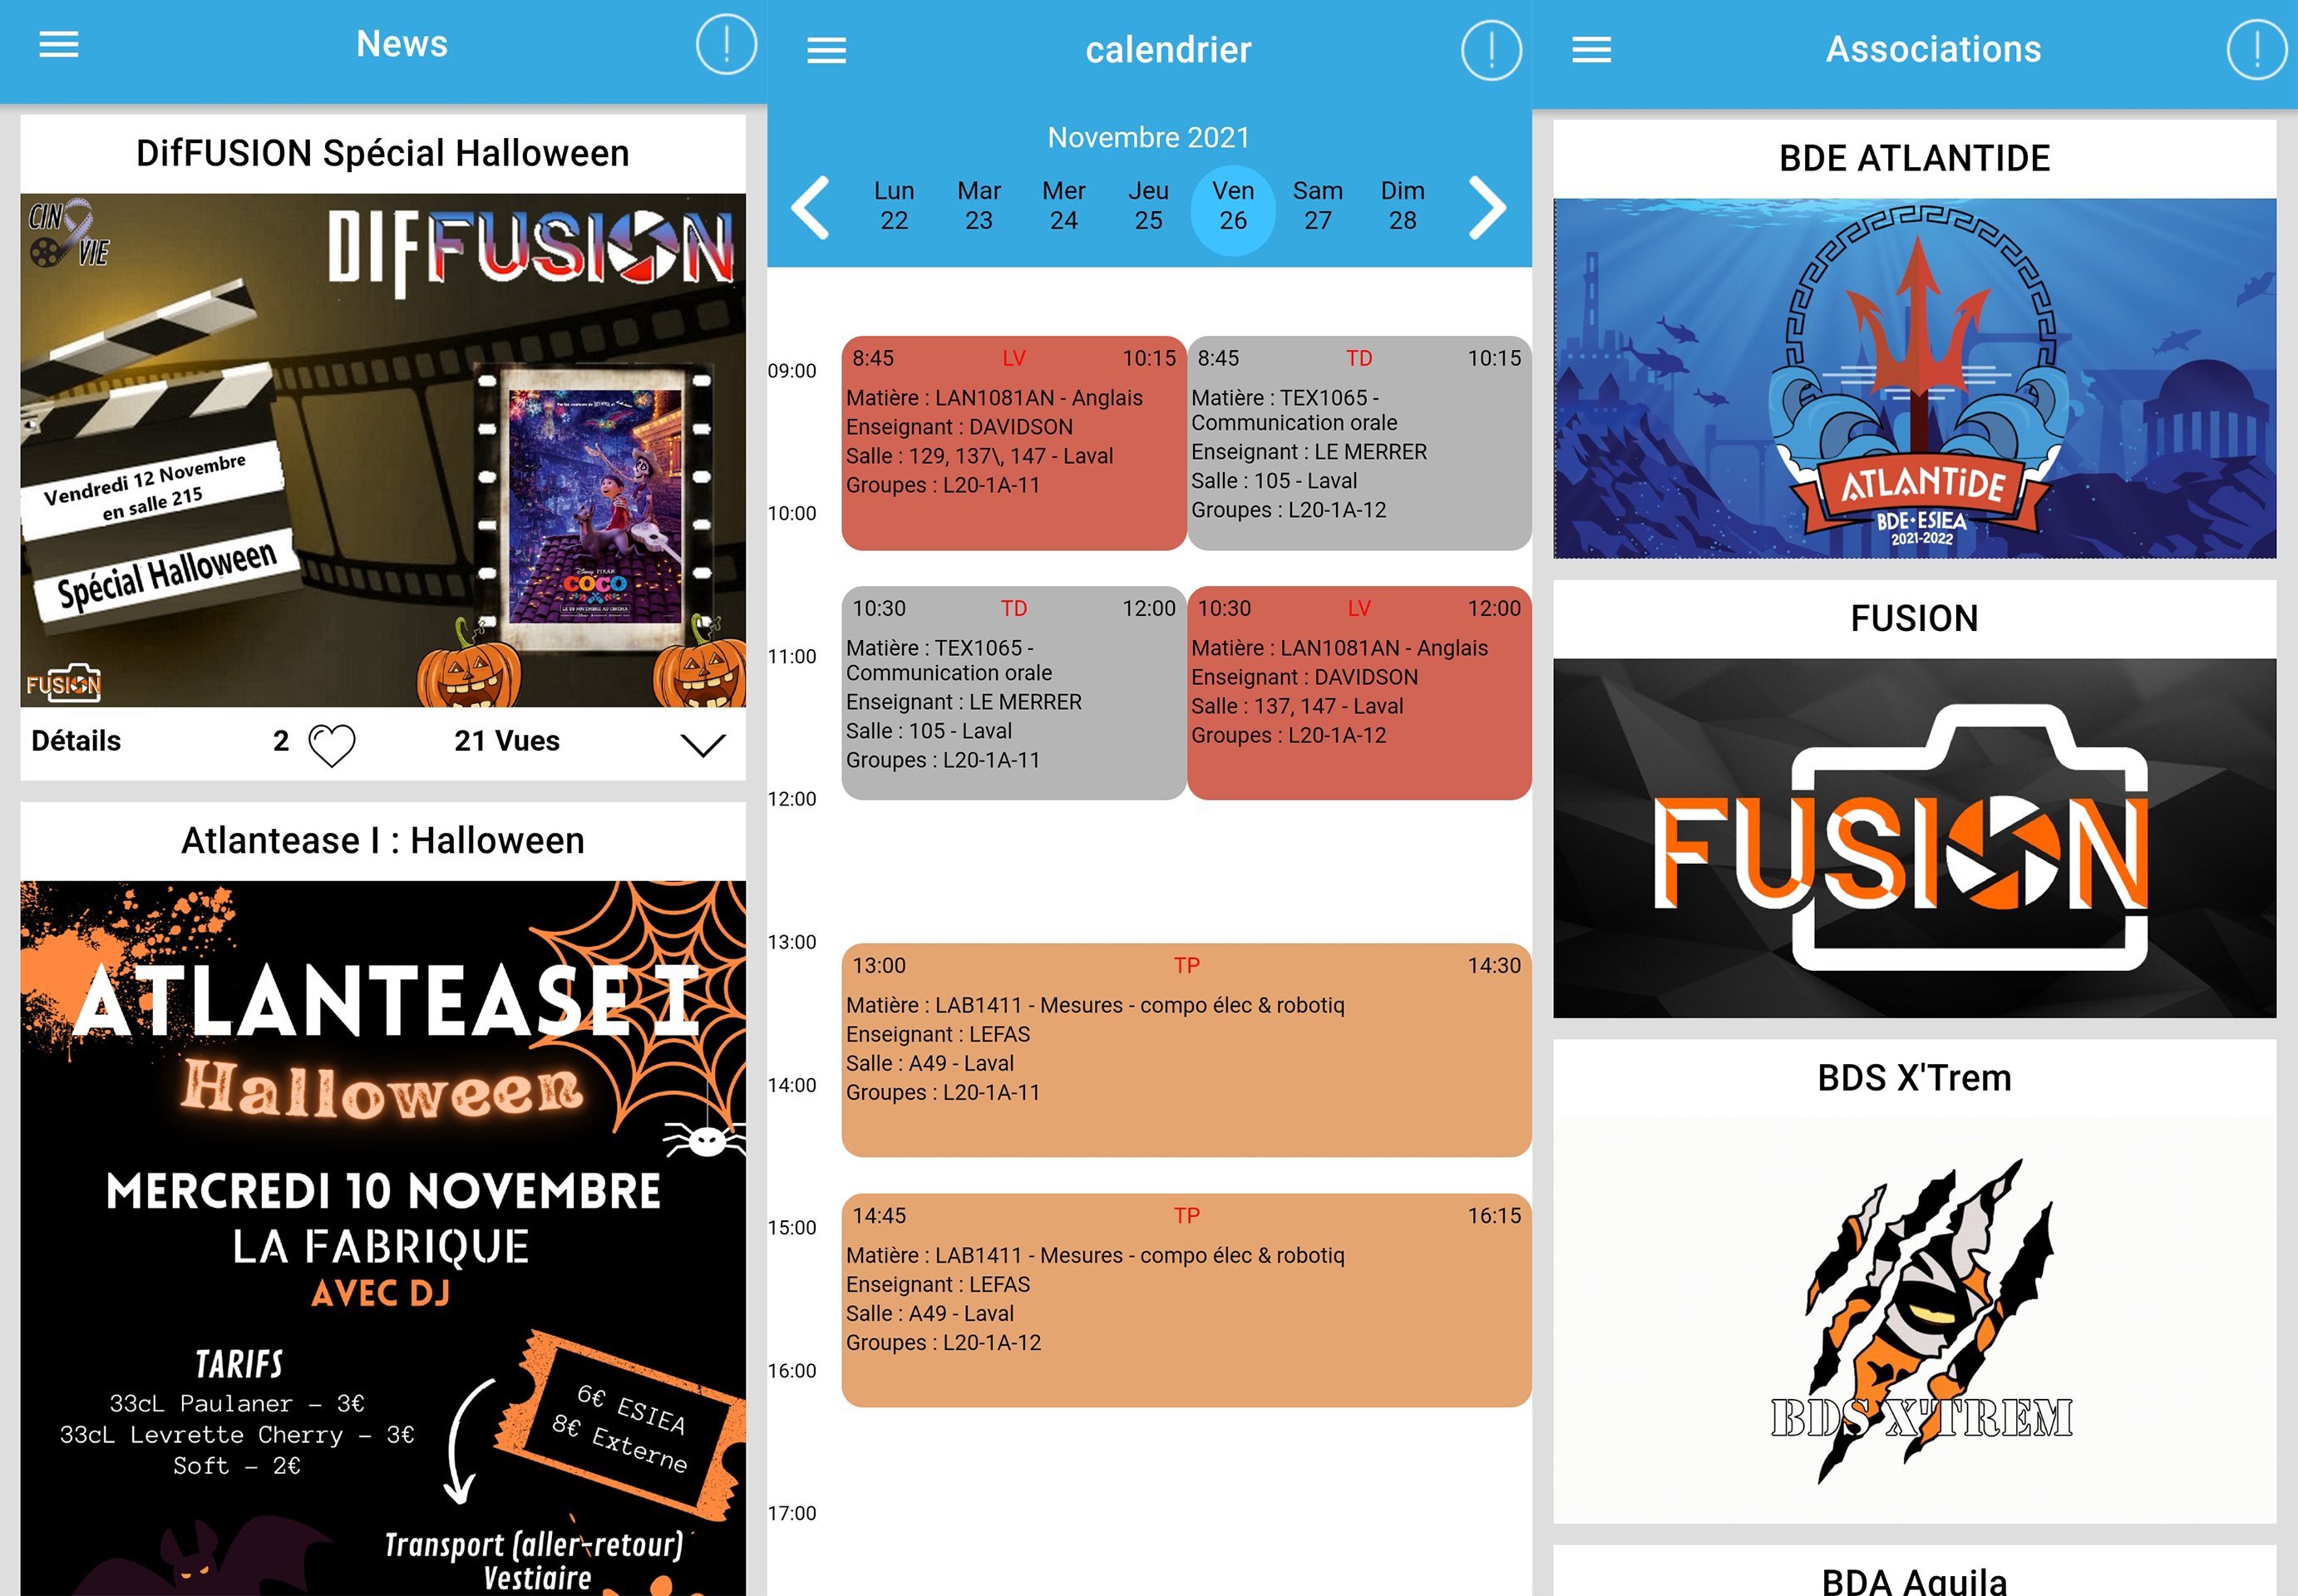 News
DifFUSION Spécial Halloween
CIN
VIE
DIFFUSION
Vendredi 12 Novembre
en salle 215
Spécial Halloween
Disney PIXAR
COCO
FUSION
Détails
2
21 Vues
Atlantease I : Halloween
ATLANTEASE I
Halloween
MERCREDI 10 NOVEMBRE
LA FABRIQUE
AVEC DJ
TARIFS
33cL Paulaner – 3€
33cL Levrette Cherry – 3€
Soft – 2€
6€ ESIEA
8€ Externe
Transport (aller-retour)
Vestiaire
calendrier
Novembre 2021
Lun Mar Mer Jeu Ven Sam Dim
22 23 24 25 26 27 28
09:00
10:00
11:00
12:00
13:00
14:00
15:00
16:00
17:00
8:45 LV 10:15
Matière : LAN1081AN - Anglais
Enseignant : DAVIDSON
Salle : 129, 137\, 147 - Laval
Groupes : L20-1A-11
8:45 TD 10:15
Matière : TEX1065 -
Communication orale
Enseignant : LE MERRER
Salle : 105 - Laval
Groupes : L20-1A-12
10:30 TD 12:00
Matière : TEX1065 -
Communication orale
Enseignant : LE MERRER
Salle : 105 - Laval
Groupes : L20-1A-11
10:30 LV 12:00
Matière : LAN1081AN - Anglais
Enseignant : DAVIDSON
Salle : 137, 147 - Laval
Groupes : L20-1A-12
13:00 TP 14:30
Matière : LAB1411 - Mesures - compo élec & robotiq
Enseignant : LEFAS
Salle : A49 - Laval
Groupes : L20-1A-11
14:45 TP 16:15
Matière : LAB1411 - Mesures - compo élec & robotiq
Enseignant : LEFAS
Salle : A49 - Laval
Groupes : L20-1A-12
Associations
BDE ATLANTIDE
ATLANTiDE
BDE•ESIEA
2021-2022
FUSION
FUSION
BDS X'Trem
BDS X'TREM
BDA Aquila